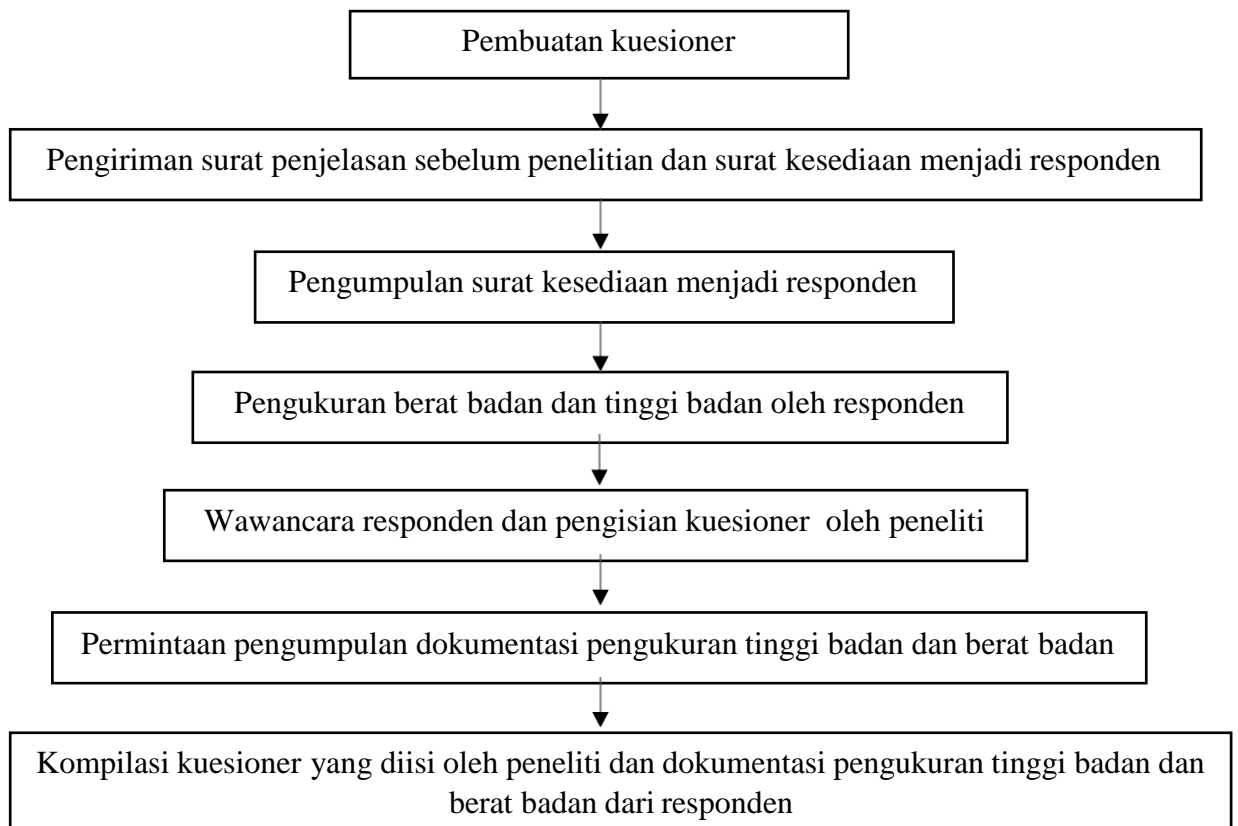 Pembuatan kuesioner
Pengiriman surat penjelasan sebelum penelitian dan surat kesediaan menjadi responden
Pengumpulan surat kesediaan menjadi responden
Pengukuran berat badan dan tinggi badan oleh responden
Wawancara responden dan pengisian kuesioner  oleh peneliti
Permintaan pengumpulan dokumentasi pengukuran tinggi badan dan berat badan
Kompilasi kuesioner yang diisi oleh peneliti dan dokumentasi pengukuran tinggi badan dan
berat badan dari responden